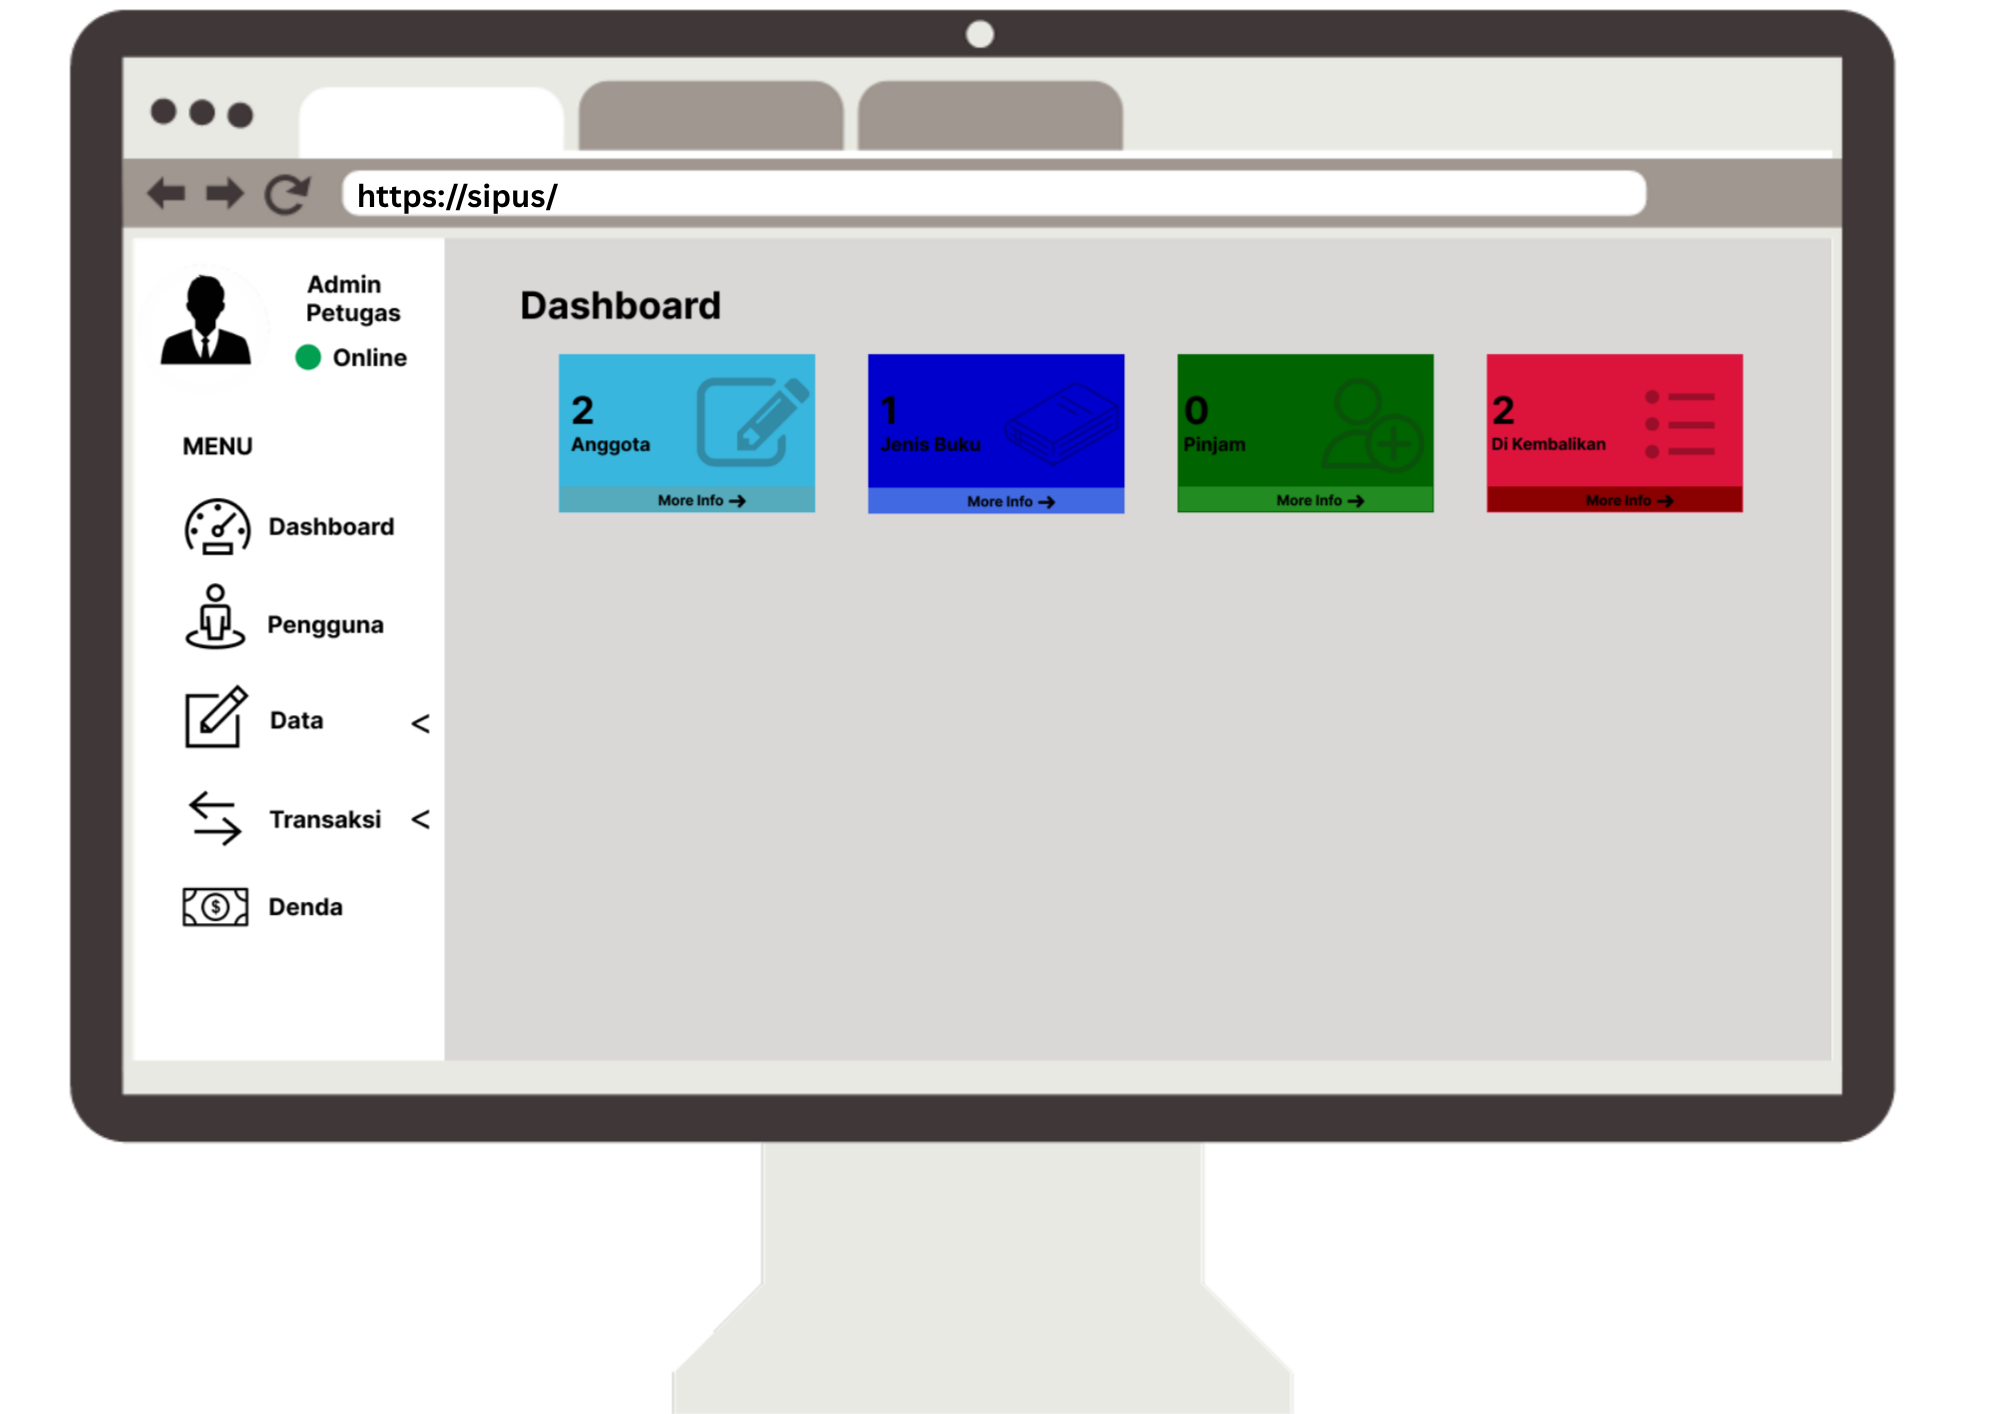 https://sipus/
Admin
Petugas
Online
MENU
Dashboard
Pengguna
Data <
Transaksi <
Denda
Dashboard
2
Anggota
More Info →
1
Jenis Buku
More Info →
0
Pinjam
More Info →
2
Di Kembalikan
More Info →